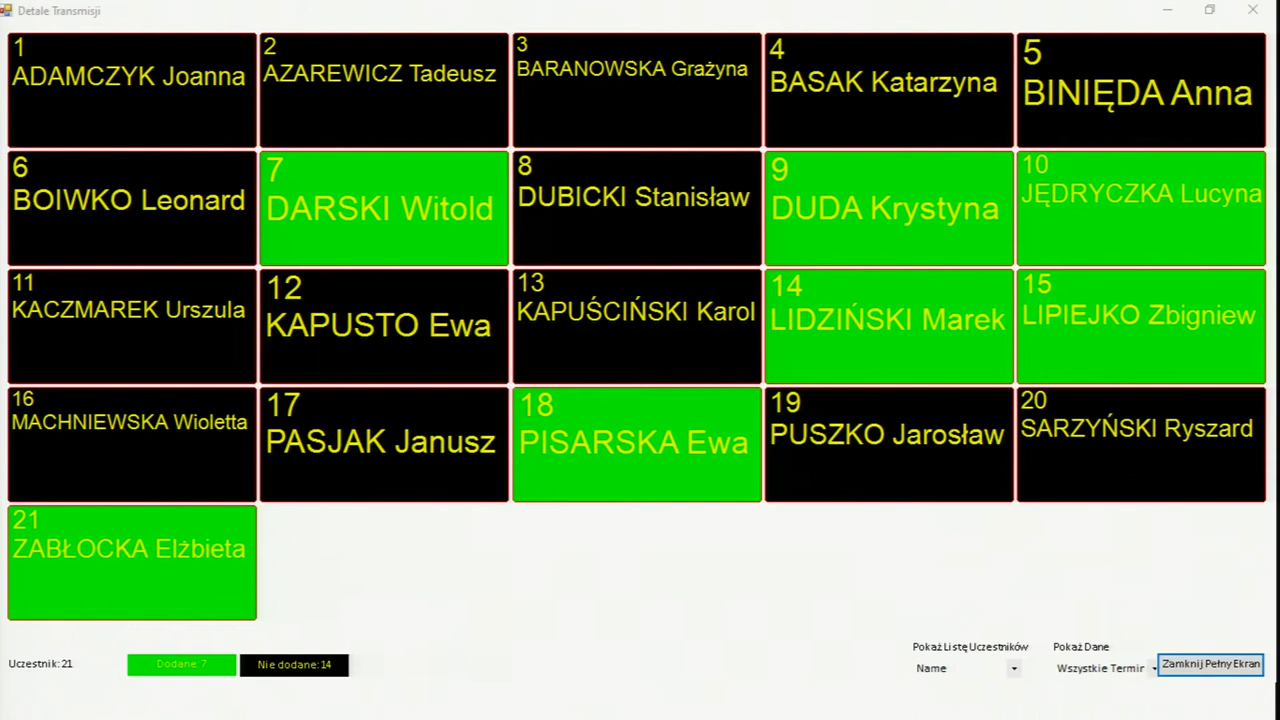 Detale Transmisji
1
ADAMCZYK Joanna
2
AZAREWICZ Tadeusz
3
BARANOWSKA Grażyna
4
BASAK Katarzyna
5
BINIĘDA Anna
6
BOIWKO Leonard
7
DARSKI Witold
8
DUBICKI Stanisław
9
DUDA Krystyna
10
JĘDRYCZKA Lucyna
11
KACZMAREK Urszula
12
KAPUSTO Ewa
13
KAPUŚCIŃSKI Karol
14
LIDZIŃSKI Marek
15
LIPIEJKO Zbigniew
16
MACHNIEWSKA Wioletta
17
PASJAK Janusz
18
PISARSKA Ewa
19
PUSZKO Jarosław
20
SARZYŃSKI Ryszard
21
ZABŁOCKA Elżbieta
Uczestnik: 21
Dodane: 7
Nie dodane: 14
Pokaż Listę Uczestników
Name
Pokaż Dane
Wszystkie Termir
Zamknij Pełny Ekran